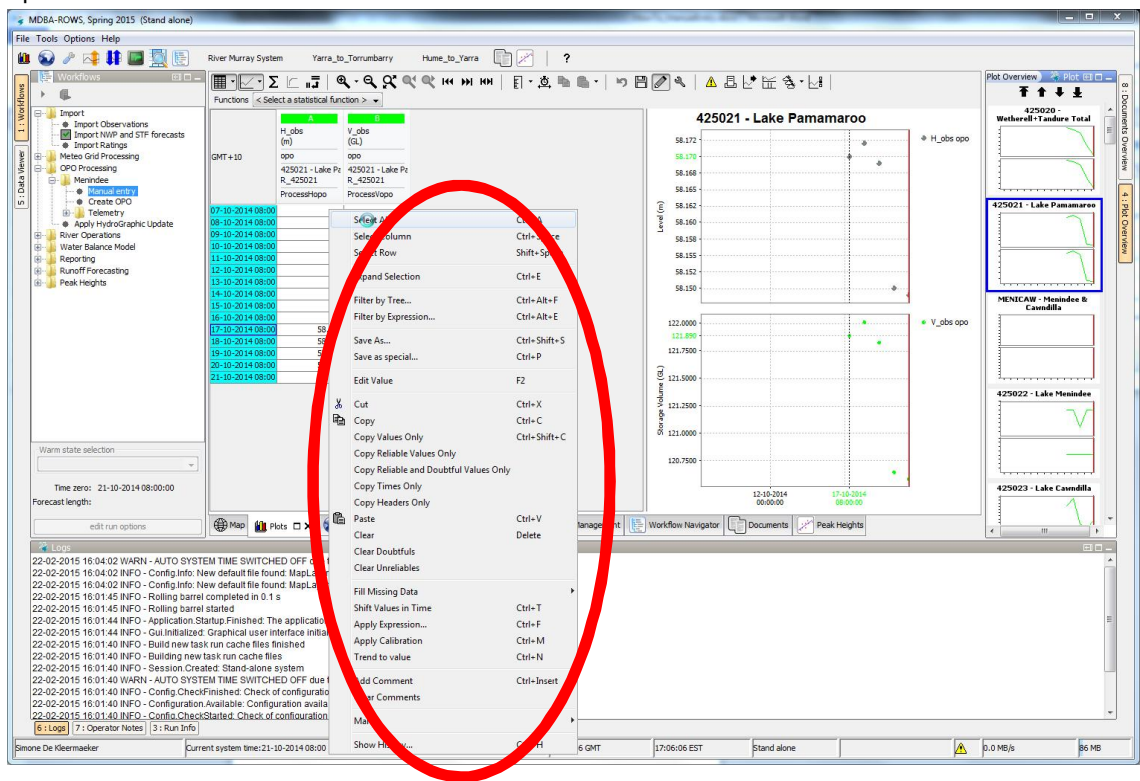 MDBA-ROWS, Spring 2015 (Stand alone)
File Tools Options Help
River Murray System Yarra_to_Torrumbarry Hume_to_Yarra ?
1 : Workflows
5 : Data Viewer
Workflows
Import
Import Observations
Import NWP and STF forecasts
Import Ratings
Meteo Grid Processing
OPO Processing
Menindee
Manual entry
Create OPO
Telemetry
Apply HydroGraphic Update
River Operations
Water Balance Model
Reporting
Runoff Forecasting
Peak Heights
Warm state selection
Time zero: 21-10-2014 08:00:00
Forecast length:
edit run options
Functions < Select a statistical function >
A B
H_obs V_obs
(m) (GL)
GMT+10 opo opo
425021 - Lake Pa 425021 - Lake Pa
R_425021 R_425021
ProcessHopo ProcessVopo
07-10-2014 08:00
08-10-2014 08:00
09-10-2014 08:00
10-10-2014 08:00
11-10-2014 08:00
12-10-2014 08:00
13-10-2014 08:00
14-10-2014 08:00
15-10-2014 08:00
16-10-2014 08:00
17-10-2014 08:00 58.
18-10-2014 08:00 58
19-10-2014 08:00 5
20-10-2014 08:00
21-10-2014 08:00
Select Column
Select Row
Expand Selection Ctrl+E
Filter by Tree... Ctrl+Alt+F
Filter by Expression... Ctrl+Alt+E
Save As... Ctrl+Shift+S
Save as special... Ctrl+P
Edit Value F2
Cut Ctrl+X
Copy Ctrl+C
Copy Values Only Ctrl+Shift+C
Copy Reliable Values Only
Copy Reliable and Doubtful Values Only
Copy Times Only
Copy Headers Only
Paste Ctrl+V
Clear Delete
Clear Doubtfuls
Clear Unreliables
Fill Missing Data
Shift Values in Time Ctrl+T
Apply Expression... Ctrl+F
Apply Calibration Ctrl+M
Trend to value Ctrl+N
Add Comment Ctrl+Insert
Comments
Show
425021 - Lake Pamamaroo
58.172
58.170
58.168
58.165
58.162
58.160
58.158
58.155
58.152
58.150
Level (m)
H_obs opo
122.0000
121.890
121.7500
121.5000
121.2500
121.0000
120.7500
Storage Volume (GL)
V_obs opo
12-10-2014 17-10-2014
00:00:00 08:00:00
Map Plots Workflow Navigator Documents Peak Heights
Plot Overview Plot
425020 -
Wetherell+Tandure Total
425021 - Lake Pamamaroo
MENICAW - Menindee &
Cawndilla
425022 - Lake Menindee
425023 - Lake Cawndilla
8 : Documents Overview
4 : Plot Overview
Logs
22-02-2015 16:04:02 WARN - AUTO SYSTEM TIME SWITCHED OFF due
22-02-2015 16:04:02 INFO - Config.Info: New default file found: MapLa
22-02-2015 16:04:02 INFO - Config.Info: New default file found: MapLa
22-02-2015 16:01:45 INFO - Rolling barrel completed in 0.1 s
22-02-2015 16:01:45 INFO - Rolling barrel started
22-02-2015 16:01:44 INFO - Application.Startup.Finished: The applicatio
22-02-2015 16:01:44 INFO - Gui.Initialized: Graphical user interface initia
22-02-2015 16:01:40 INFO - Build new task run cache files finished
22-02-2015 16:01:40 INFO - Building new task run cache files
22-02-2015 16:01:40 INFO - Session.Created: Stand-alone system
22-02-2015 16:01:40 WARN - AUTO SYSTEM TIME SWITCHED OFF due
22-02-2015 16:01:40 INFO - Config.CheckFinished: Check of configuratio
22-02-2015 16:01:40 INFO - Configuration.Available: Configuration availa
22-02-2015 16:01:40 INFO - Config.CheckStarted: Check of configuration
6 : Logs 7 : Operator Notes 3 : Run Info
Simone De Kleermaeker Current system time:21-10-2014 08:00 6 GMT 17:06:06 EST Stand alone 0.0 MB/s 86 MB